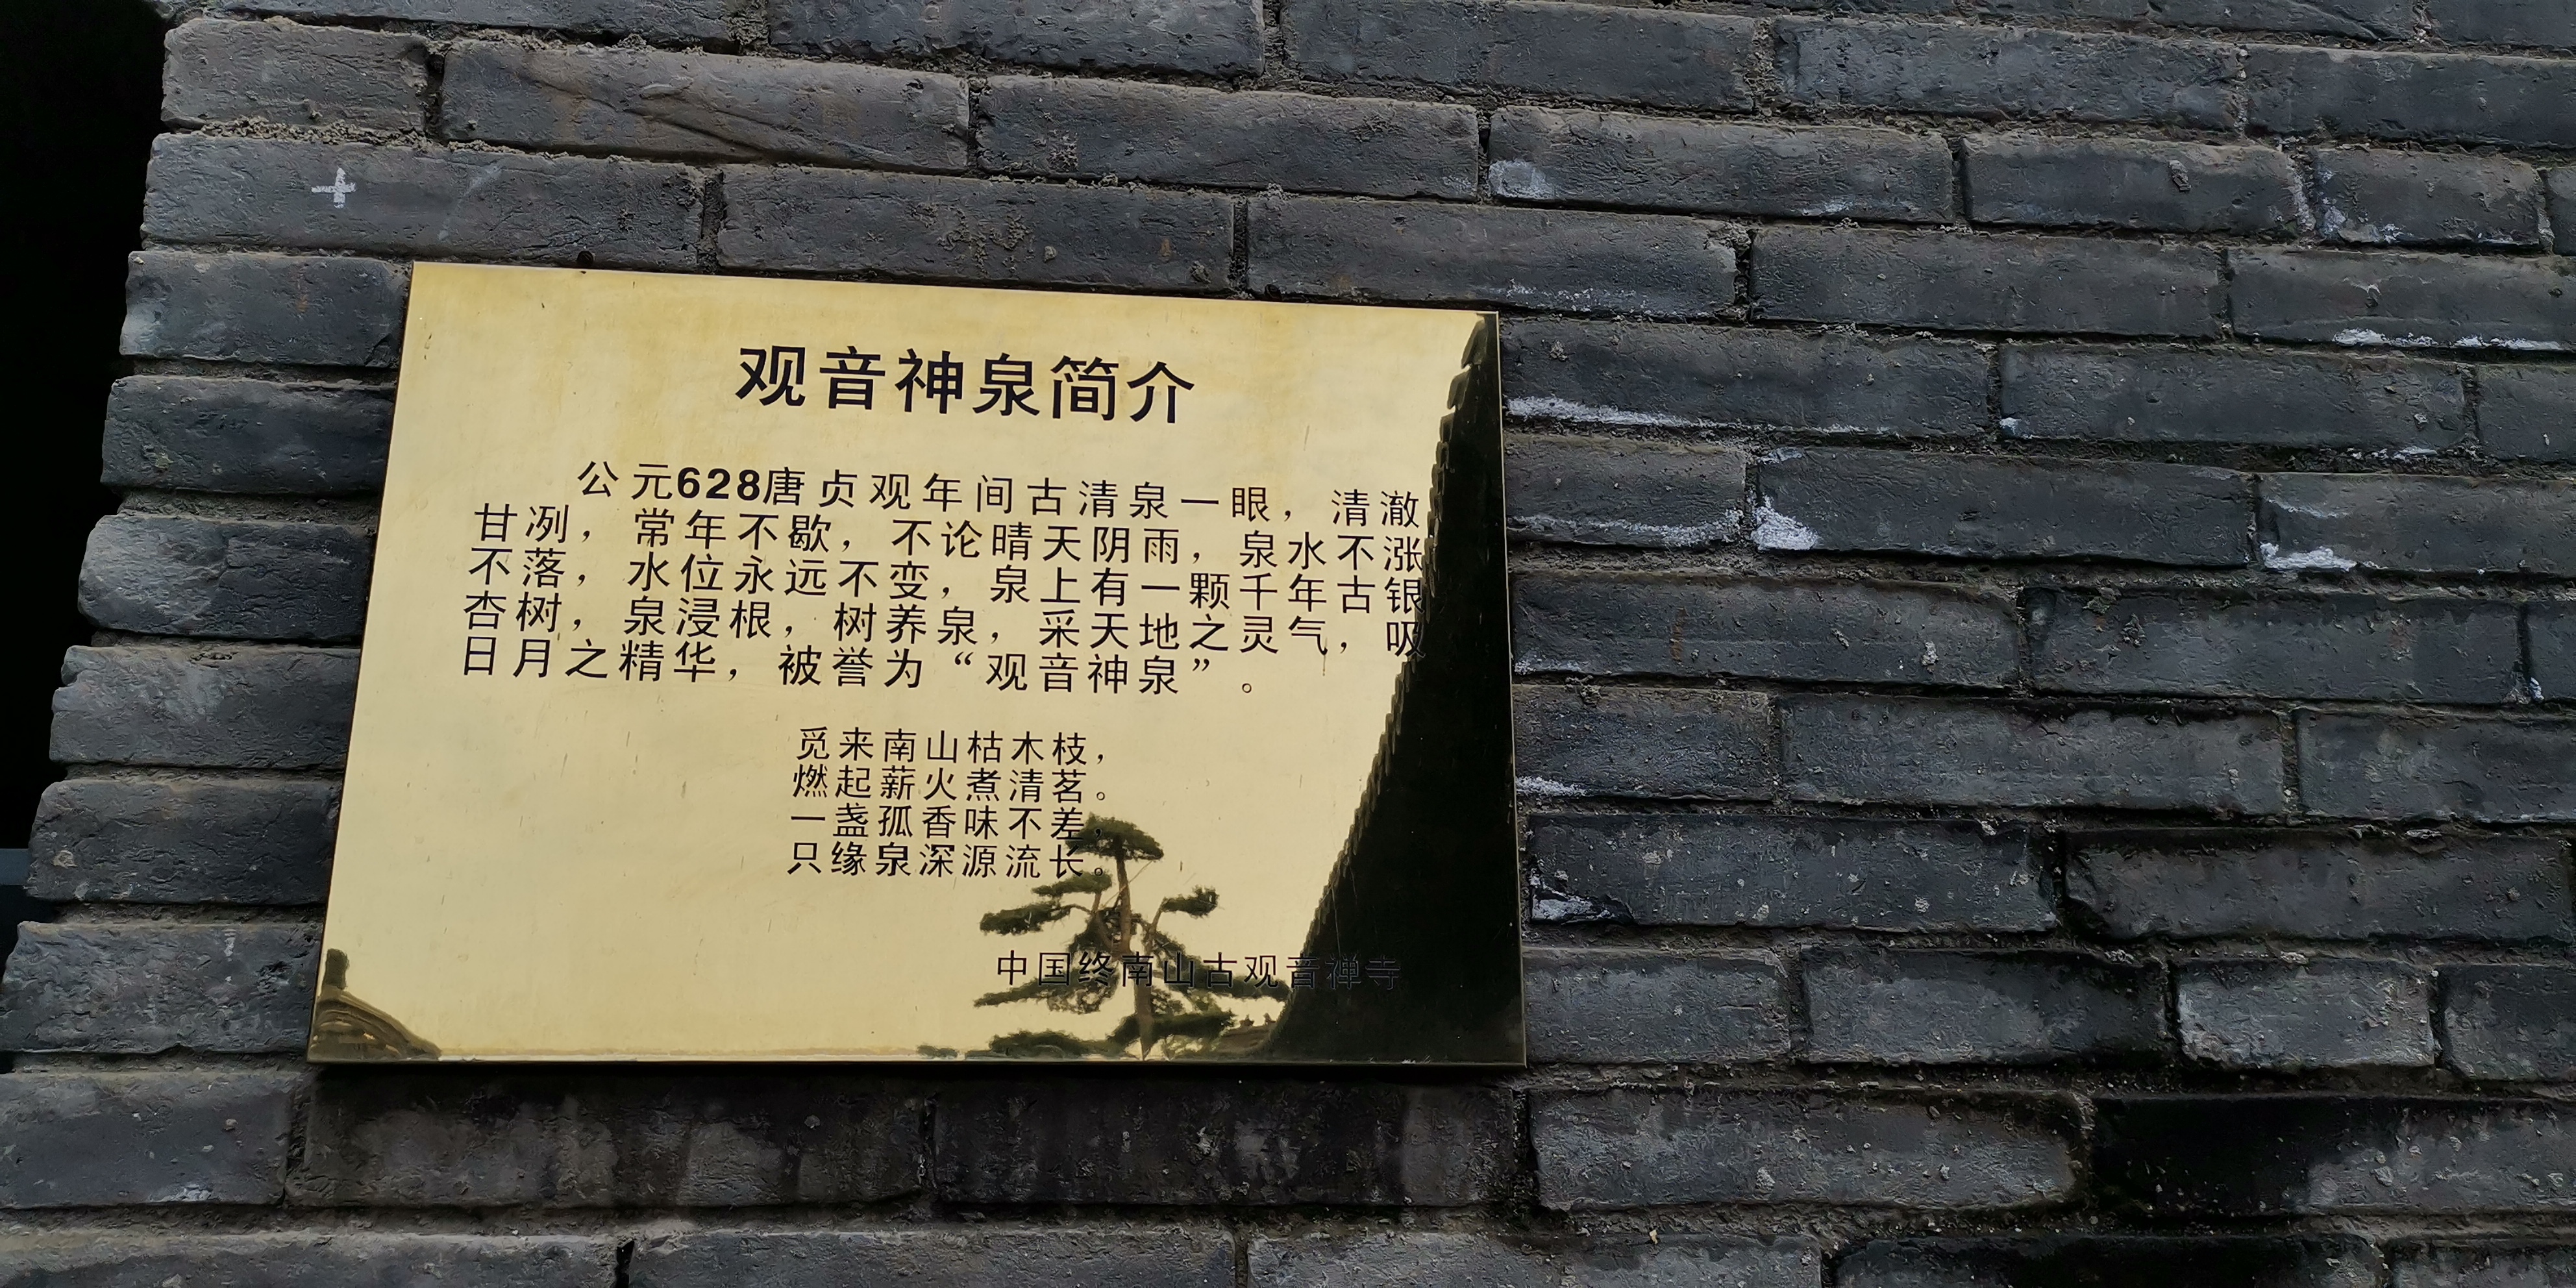 观音神泉简介
公元628唐贞观年间古清泉一眼，清澈
甘冽，常年不歇，不论晴天阴雨，泉水不涨
不落，水位永远不变，泉上有一颗千年古银
杏树，泉浸根，树养泉，采天地之灵气，吸
日月之精华，被誉为“观音神泉”。
觅来南山枯木枝，
燃起薪火煮清茗。
一盏孤香味不差，
只缘泉深源流长。
中国终南山古观音禅寺